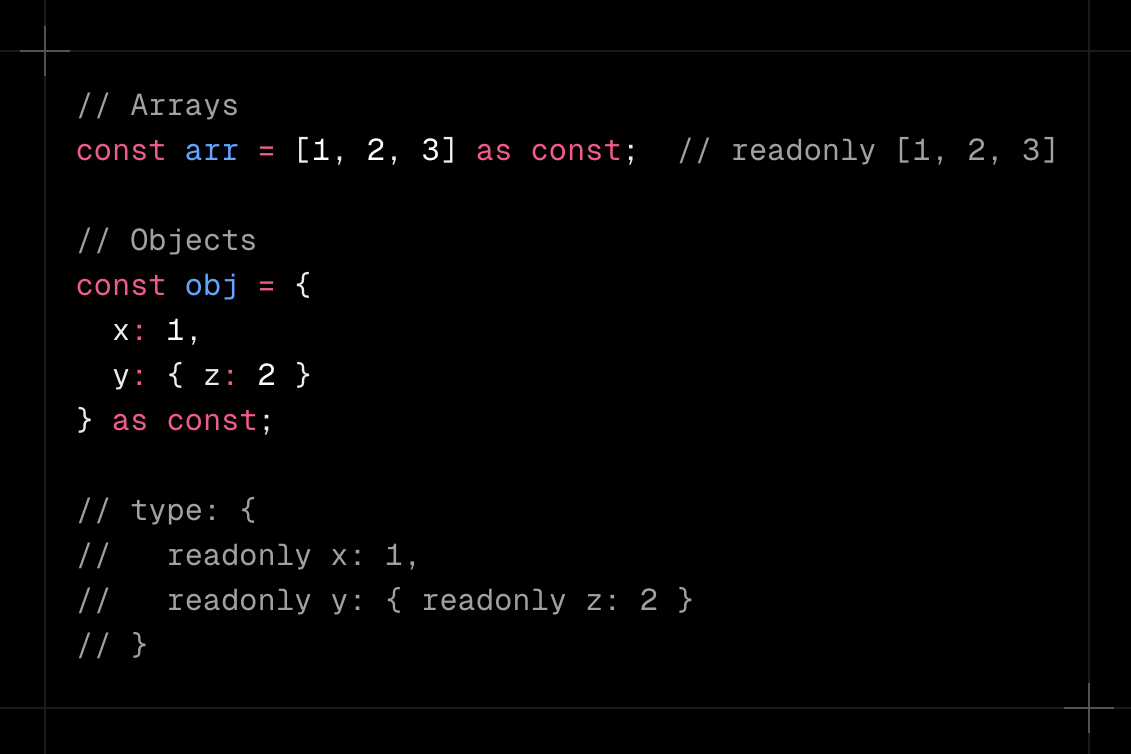 // Arrays
const arr = [1, 2, 3] as const;  // readonly [1, 2, 3]

// Objects
const obj = {
  x: 1,
  y: { z: 2 }
} as const;

// type: {
//   readonly x: 1,
//   readonly y: { readonly z: 2 }
// }